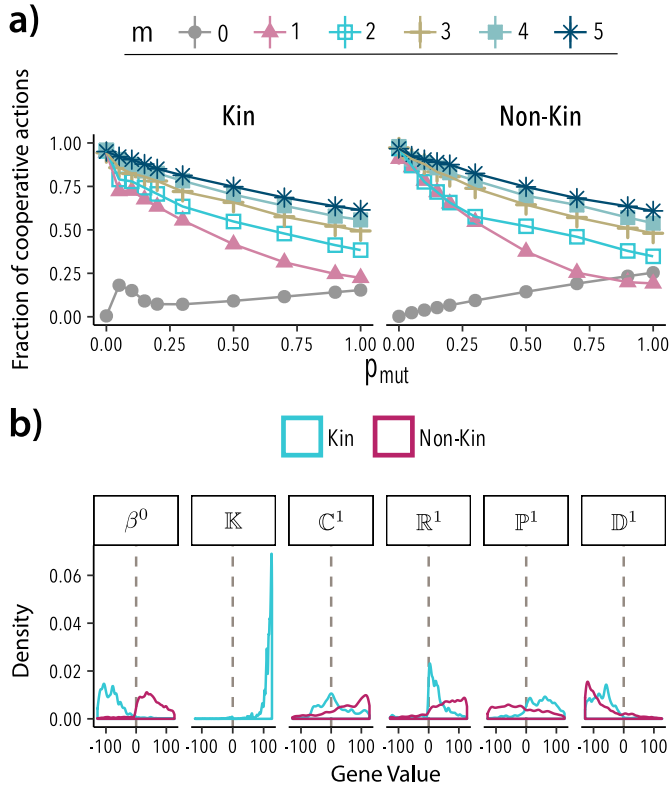 a)
m 0 1 2 3 4 5
Kin Non-Kin
Fraction of cooperative actions
1.00
0.75
0.50
0.25
0.00
0.00 0.25 0.50 0.75 1.00 0.00 0.25 0.50 0.75 1.00
p_mut
b)
Kin Non-Kin
β⁰ 𝕂 ℂ¹ ℝ¹ ℙ¹ 𝔻¹
Density
0.06
0.04
0.02
0.00
-100 0 100 -100 0 100 -100 0 100 -100 0 100 -100 0 100 -100 0 100
Gene Value